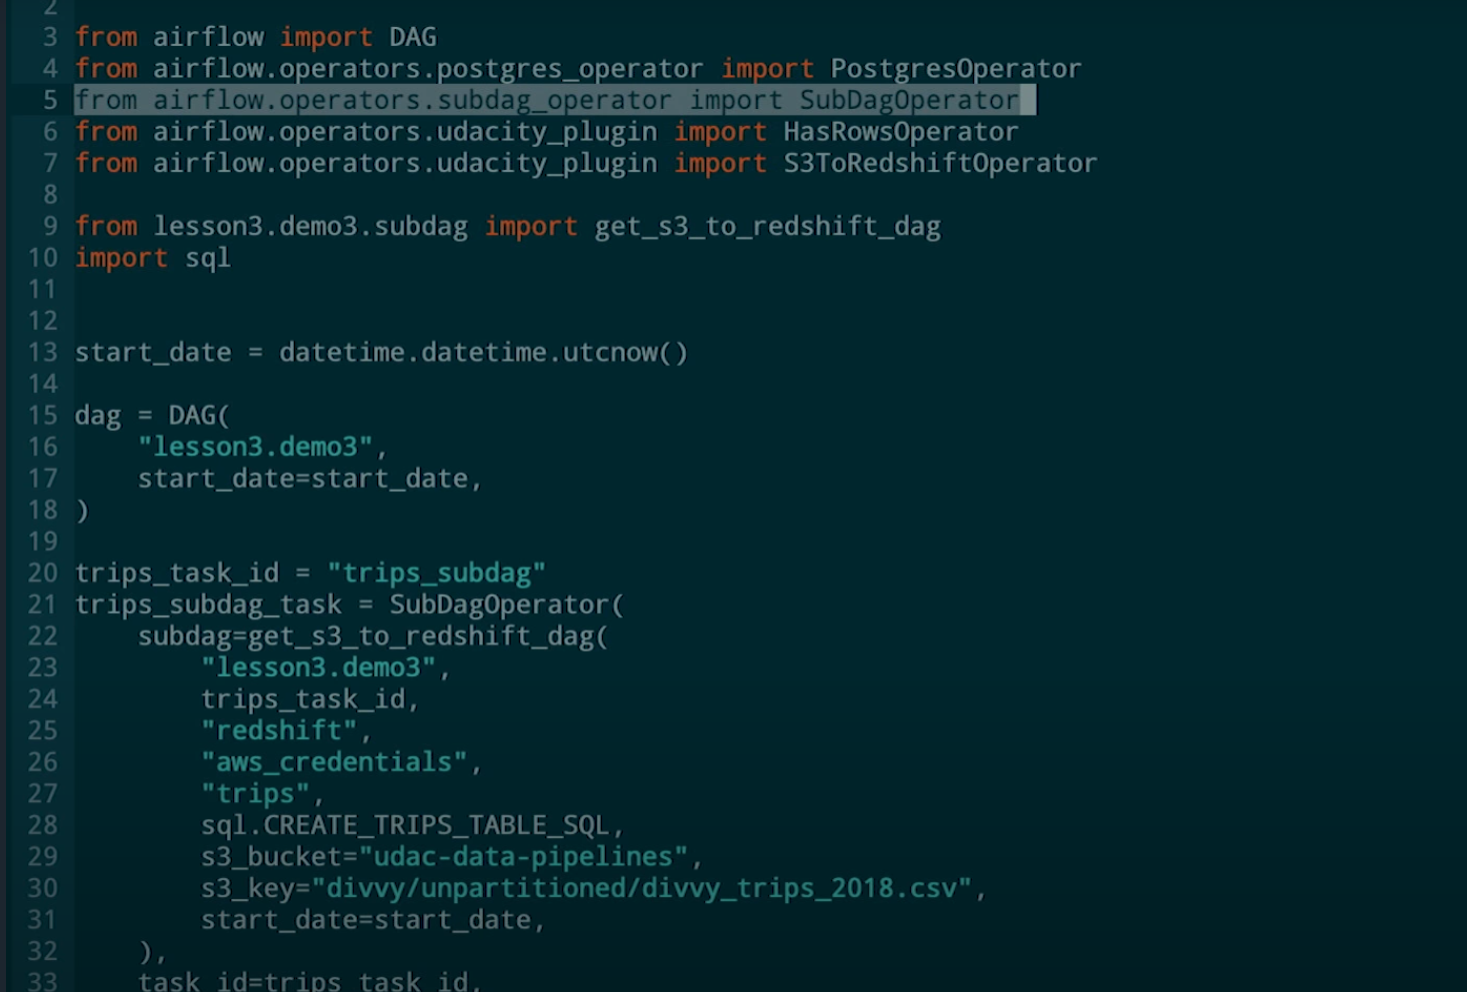 2
3 from airflow import DAG
4 from airflow.operators.postgres_operator import PostgresOperator
5 from airflow.operators.subdag_operator import SubDagOperator
6 from airflow.operators.udacity_plugin import HasRowsOperator
7 from airflow.operators.udacity_plugin import S3ToRedshiftOperator
8
9 from lesson3.demo3.subdag import get_s3_to_redshift_dag
10 import sql
11
12
13 start_date = datetime.datetime.utcnow()
14
15 dag = DAG(
16     "lesson3.demo3",
17     start_date=start_date,
18 )
19
20 trips_task_id = "trips_subdag"
21 trips_subdag_task = SubDagOperator(
22     subdag=get_s3_to_redshift_dag(
23         "lesson3.demo3",
24         trips_task_id,
25         "redshift",
26         "aws_credentials",
27         "trips",
28         sql.CREATE_TRIPS_TABLE_SQL,
29         s3_bucket="udac-data-pipelines",
30         s3_key="divvy/unpartitioned/divvy_trips_2018.csv",
31         start_date=start_date,
32     ),
33     task_id=trips_task_id,